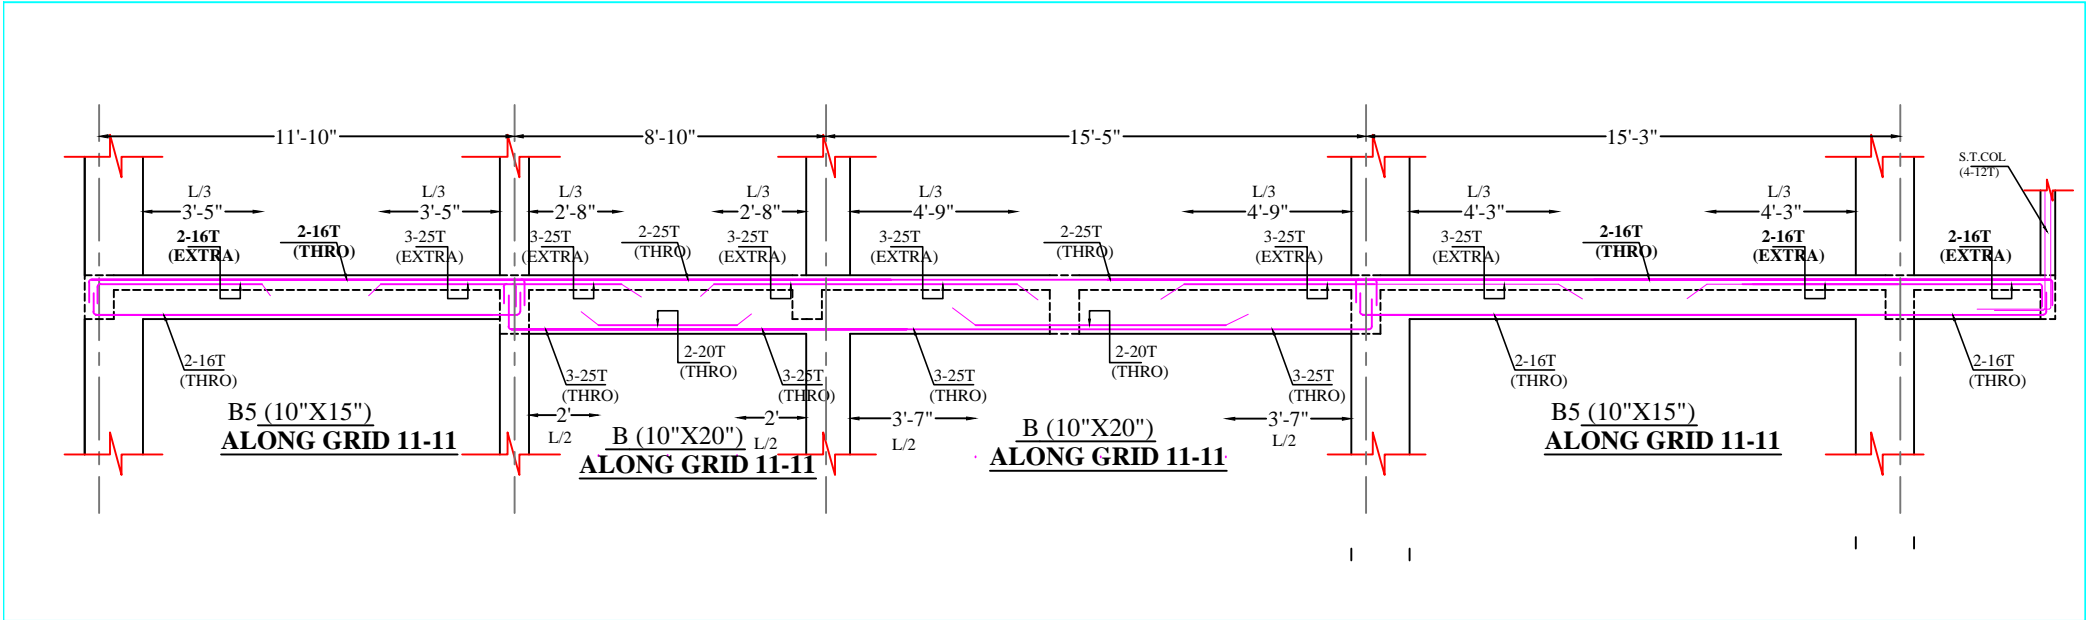 11'-10"
8'-10"
15'-5"
15'-3"
S.T.COL
(4-12T)
L/3
3'-5"
L/3
3'-5"
L/3
2'-8"
L/3
2'-8"
L/3
4'-9"
L/3
4'-9"
L/3
4'-3"
L/3
4'-3"
2-16T
(EXTRA)
2-16T
(THRO)
3-25T
(EXTRA)
3-25T
(EXTRA)
2-25T
(THRO)
3-25T
(EXTRA)
3-25T
(EXTRA)
2-25T
(THRO)
3-25T
(EXTRA)
3-25T
(EXTRA)
2-16T
(THRO)
2-16T
(EXTRA)
2-16T
(EXTRA)
2-16T
(THRO)
3-25T
(THRO)
2-20T
(THRO)
3-25T
(THRO)
3-25T
(THRO)
2-20T
(THRO)
3-25T
(THRO)
2-16T
(THRO)
2-16T
(THRO)
2'
L/2
2'
L/2
3'-7"
L/2
3'-7"
L/2
B5 (10"X15")
ALONG GRID 11-11
B (10"X20")
ALONG GRID 11-11
B (10"X20")
ALONG GRID 11-11
B5 (10"X15")
ALONG GRID 11-11